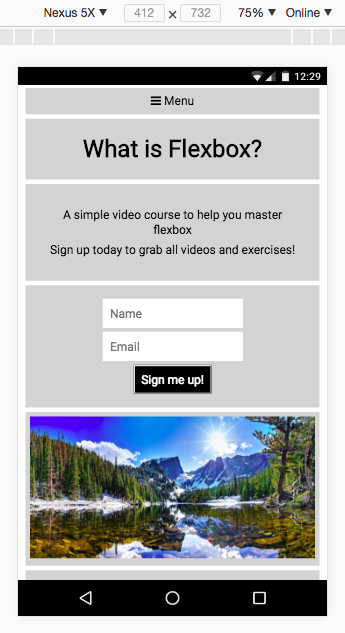 Nexus 5X ▼ 412 × 732 75% ▼ Online ▼
12:29
☰ Menu
What is Flexbox?
A simple video course to help you master
flexbox
Sign up today to grab all videos and exercises!
Name
Email
Sign me up!